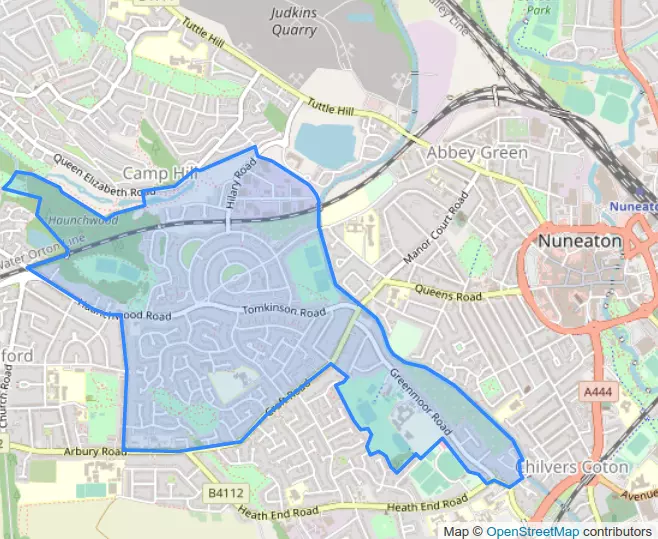 Judkins
Quarry
Tuttle Hill
Valley Line
Park
Tuttle Hill
Abbey Green
Camp Hill
Queen Elizabeth Road
Hilary Road
Haunchwood
Water Orton Line
Manor Court Road
Nuneaton
Nuneaton
Queens Road
Haunchwood Road
Tomkinson Road
ford
Church Road
Greenmoor Road
Croft Road
A444
Arbury Road
Chilvers Coton
B4112
Heath End Road
Heath End Road
Avenue
Map © OpenStreetMap contributors